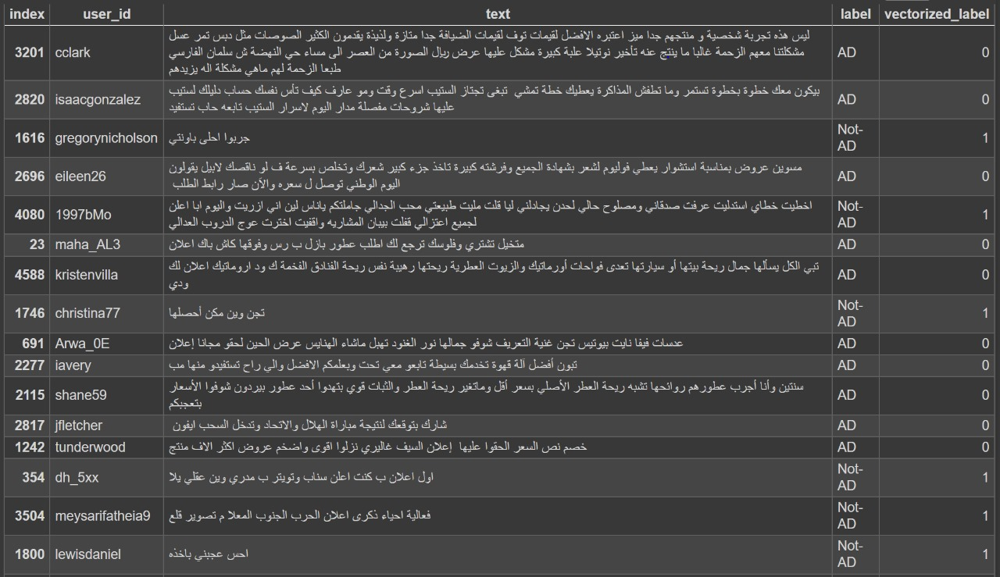 index user_id text label vectorized_label
3201 cclark ليس هذه تجربة شخصية و منتجهم جدا ميز اعتبره الافضل لقيمات توف لقيمات الضيافة جدا متازة ولذيذة يقدمون الكثير الصوصات مثل دبس تمر عسل
مشكلتنا معهم الزحمة غالبا ما ينتج عنه تأخير نوتيلا علبة كبيرة مشكل عليها عرض ريال الصورة من العصر الى مساء حي النهضة ش سلمان الفارسي
طبعا الزحمة لهم ماهي مشكلة اله يزيدهم
AD 0
2820 isaacgonzalez بيكون معك خطوة بخطوة تستمر وما تطفش المذاكرة يعطيك خطة تمشي تبغى تجتاز الستيب اسرع وقت ومو عارف كيف تأس نفسك حساب دليلك لستيب
عليها شروحات مفصلة مدار اليوم لاسرار الستيب تابعه حاب تستفيد
AD 0
1616 gregorynicholson جربوا احلى باونتي Not-
AD 1
2696 eileen26 مسوين عروض بمناسبة استشوار يعطي فوليوم لشعر بشهادة الجميع وفرشته كبيرة تاخذ جزء كبير شعرك وتخلص بسرعة ف لو ناقصك لابيل يقولون
اليوم الوطني توصل ل سعره والآن صار رابط الطلب
AD 0
4080 1997bMo اخطيت خطاي استدليت عرفت صدقاني ومصلوح حالي لحدن يجادلني ليا قلت مليت طبيعتي محب الجدالي جاملتكم ياناس لين اني ازريت واليوم ابا اعلن
لجميع اعتزالي قفلت بيبان المشاريه واقفيت اخترت عوج الدروب العدالي
Not-
AD 1
23 maha_AL3 متخيل تشتري وفلوسك ترجع لك اطلب عطور بازل ب رس وفوقها كاش باك اعلان AD 0
4588 kristenvilla تبي الكل يسألها جمال ريحة بيتها أو سيارتها تعدى فواحات أورماتيك والزيوت العطرية ريحتها رهيبة نفس ريحة الفنادق الفخمة ك ود اروماتيك اعلان لك
ودي
AD 0
1746 christina77 تجن وين مكن أحصلها Not-
AD 1
691 Arwa_0E عدسات فيفا نايت بيوتيس تجن غنية التعريف شوفو جمالها نور الغنود تهبل ماشاء الهنايس عرض الحين لحقو مجانا إعلان AD 0
2277 iavery تبون أفضل آلة قهوة تخدمك بسيطة تابعو معي تحت وبعلمكم الافضل والي راح تستفيدو منها مب AD 0
2115 shane59 سنتين وأنا أجرب عطورهم روائحها تشبه ريحة العطر الأصلي بسعر أقل وماتغير ريحة العطر والثبات قوي بتهدوا أحد عطور بيردون شوفوا الأسعار
بتعجبكم
AD 0
2817 jfletcher شارك بتوقعك لنتيجة مباراة الهلال والاتحاد وتدخل السحب ايفون AD 0
1242 tunderwood خصم نص السعر الحقوا عليها إعلان السيف غاليري نزلوا اقوى واضخم عروض اكثر الاف منتج AD 0
354 dh_5xx اول اعلان ب كنت اعلن سناب وتويتر ب مدري وين عقلي يلا Not-
AD 1
3504 meysarifatheia9 فعالية احياء ذكرى اعلان الحرب الجنوب المعلا م تصوير قلع Not-
AD 1
1800 lewisdaniel احس عجبني باخذه Not-
AD 1